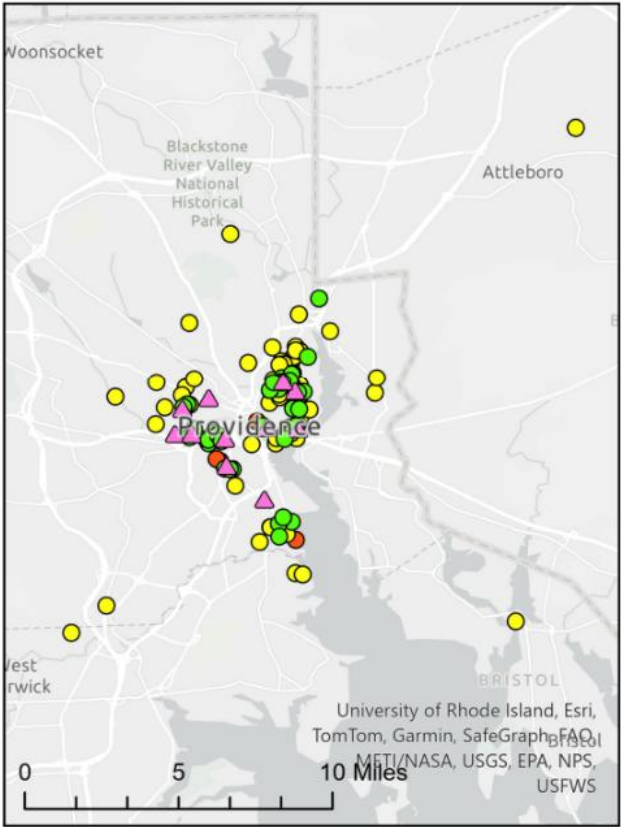 Woonsocket
Blackstone
River Valley
National
Historical
Park
Attleboro
Providence
West
rwick
BRISTOL
University of Rhode Island, Esri,
TomTom, Garmin, SafeGraph, FAO,
Bristol
METI/NASA, USGS, EPA, NPS,
USFWS
0 5 10 Miles